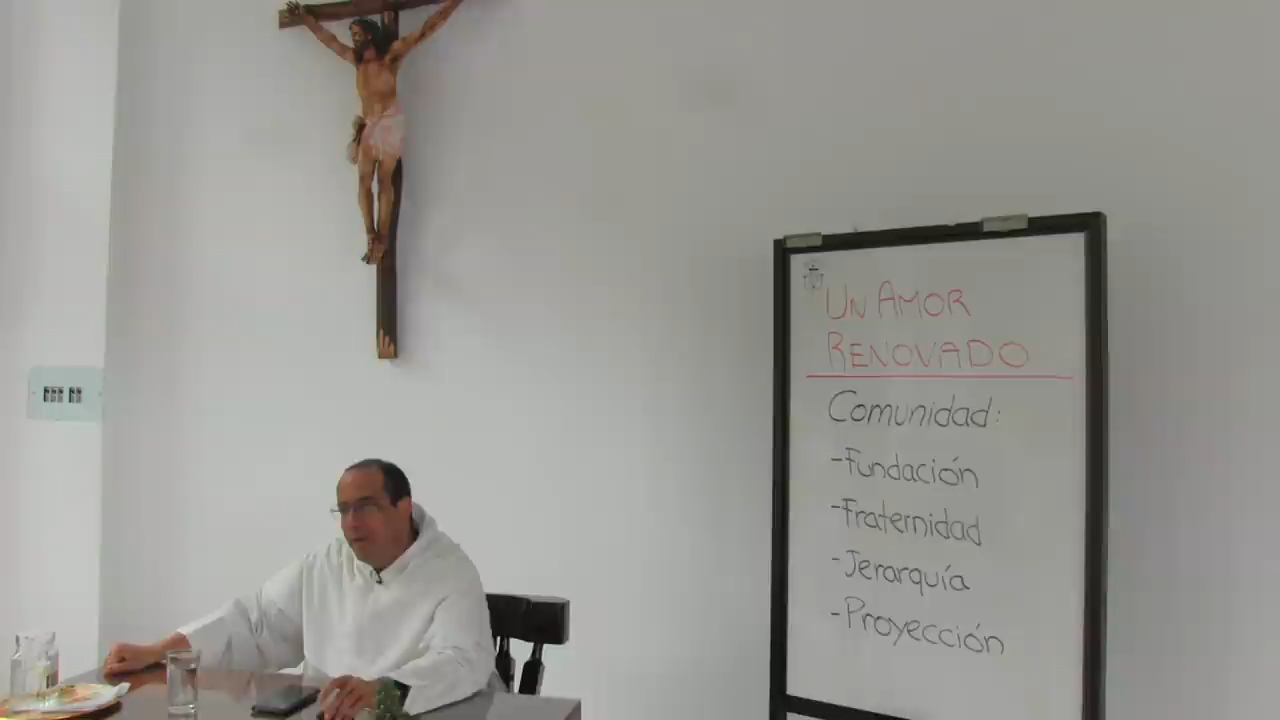 UN AMOR
RENOVADO
Comunidad:
-Fundación
-Fraternidad
-Jerarquía
-Proyección